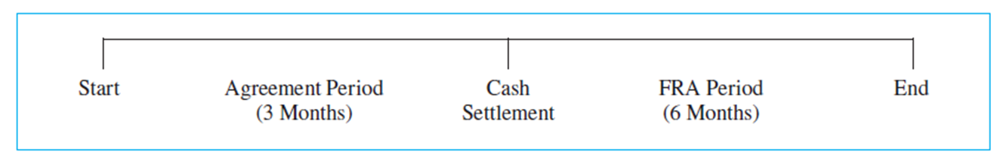 Start Agreement Period Cash FRA Period End
(3 Months) Settlement (6 Months)